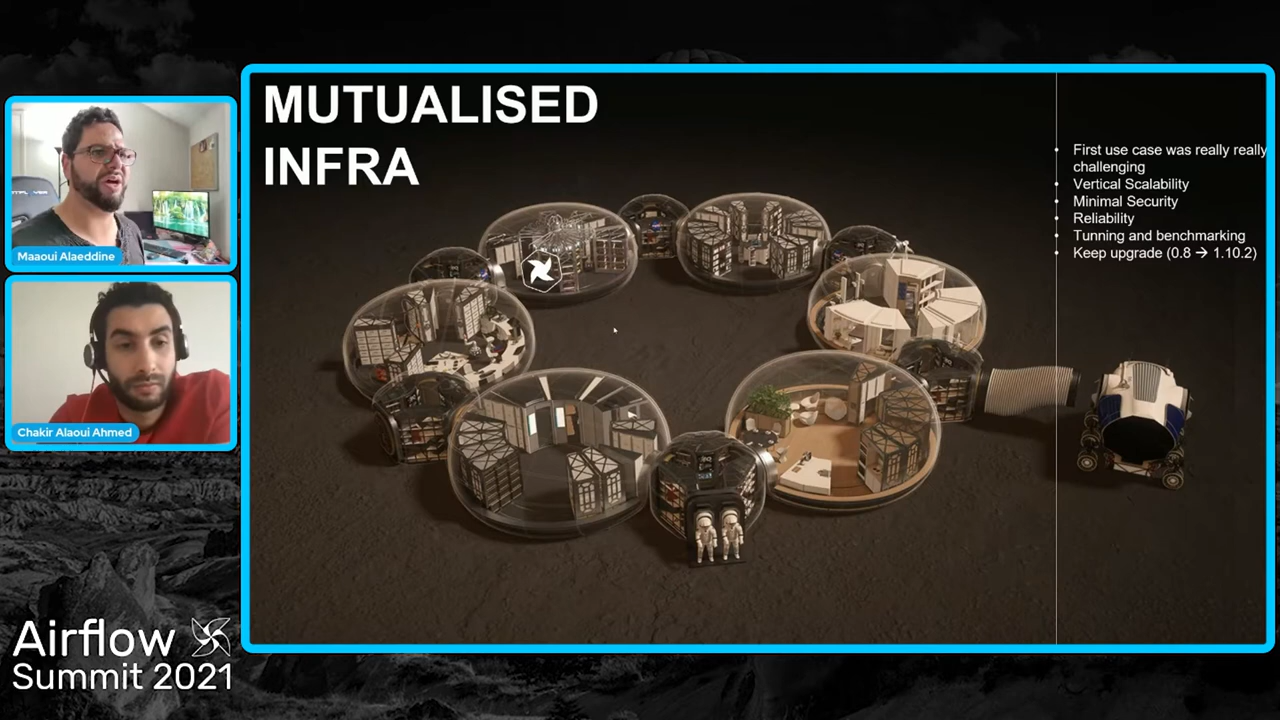 MUTUALISED
INFRA
• First use case was really really
challenging
• Vertical Scalability
• Minimal Security
• Reliability
• Tunning and benchmarking
• Keep upgrade (0.8 → 1.10.2)
Maaoui Alaeddine
Chakir Alaoui Ahmed
Airflow
Summit 2021